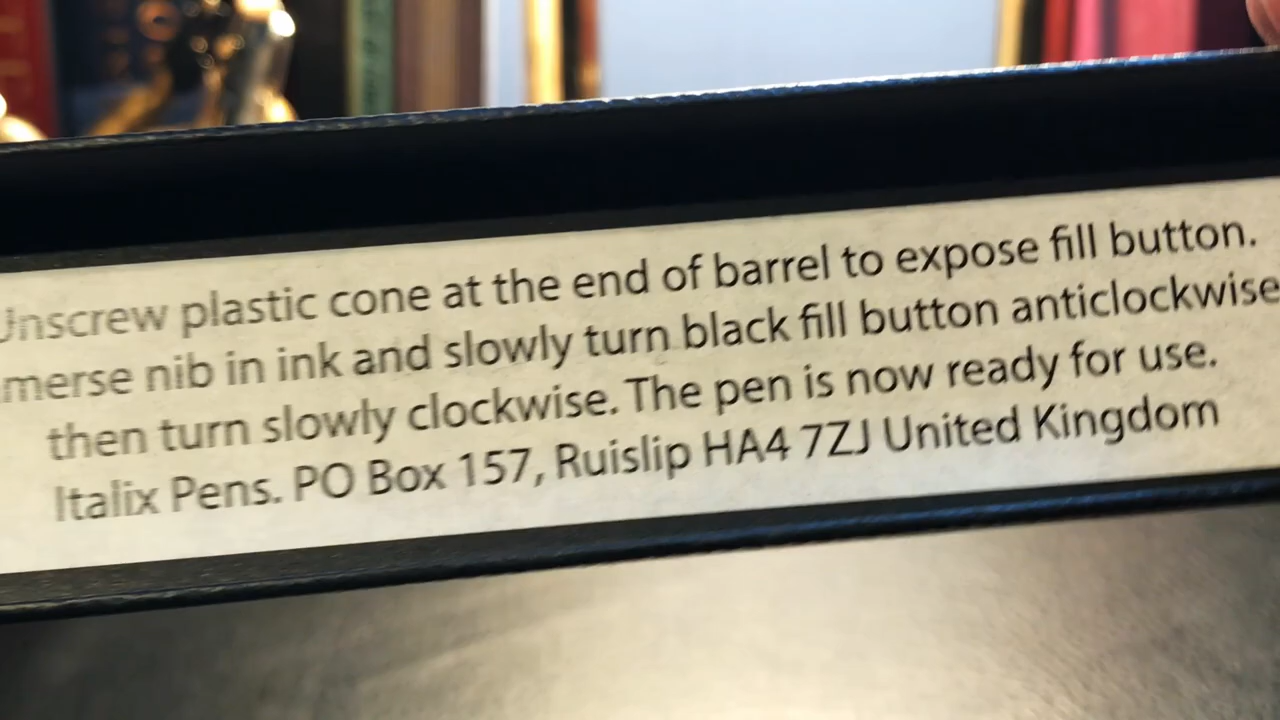 Unscrew plastic cone at the end of barrel to expose fill button.
merse nib in ink and slowly turn black fill button anticlockwise
then turn slowly clockwise. The pen is now ready for use.
Italix Pens. PO Box 157, Ruislip HA4 7ZJ United Kingdom